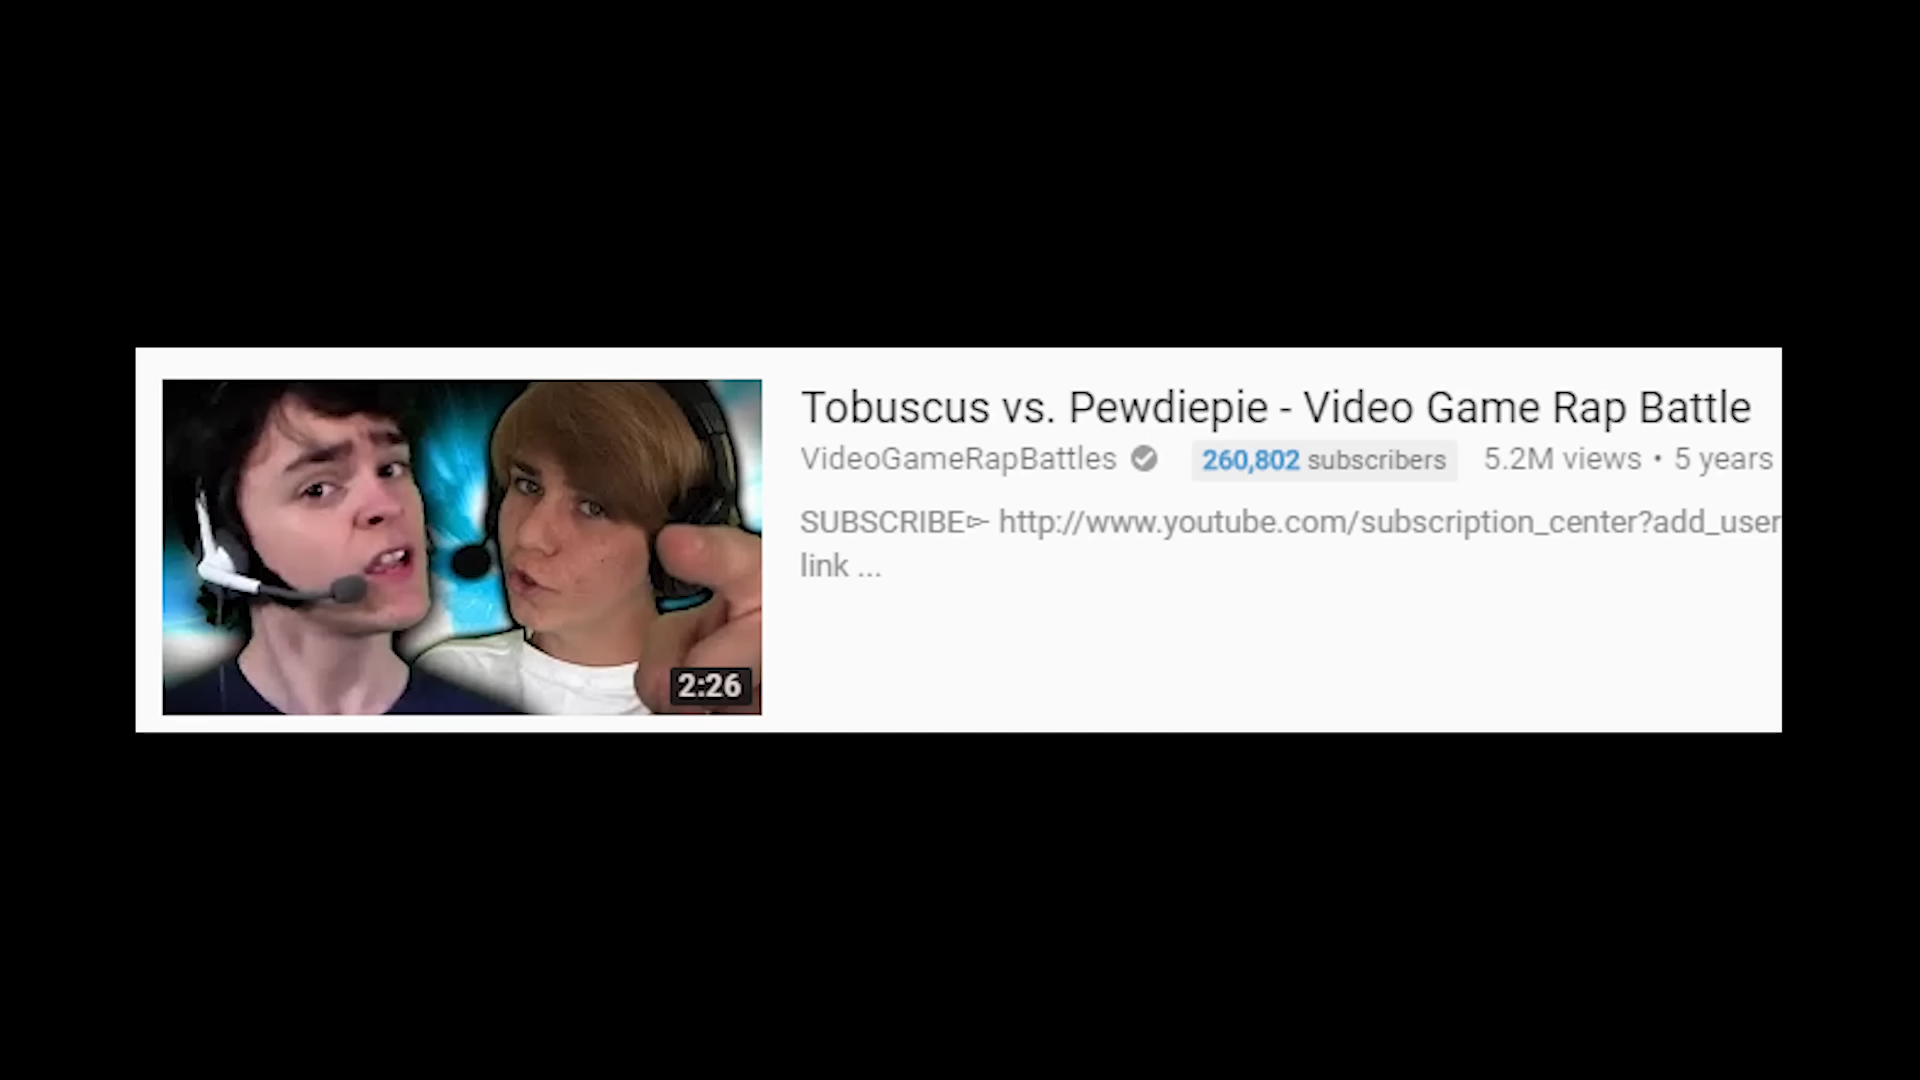 Tobuscus vs. Pewdiepie - Video Game Rap Battle
VideoGameRapBattles 260,802 subscribers 5.2M views • 5 years
SUBSCRIBE▻ http://www.youtube.com/subscription_center?add_user
link ...
2:26